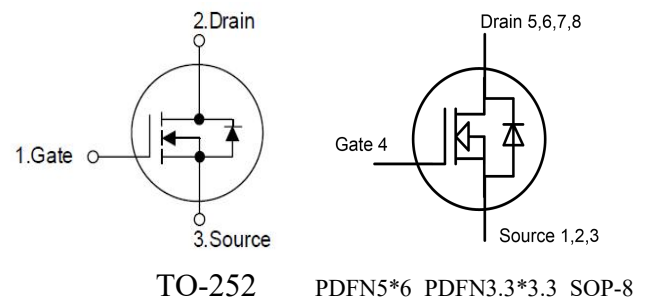 2.Drain
Drain 5,6,7,8
1.Gate
Gate 4
3.Source
Source 1,2,3
TO-252
PDFN5*6 PDFN3.3*3.3 SOP-8